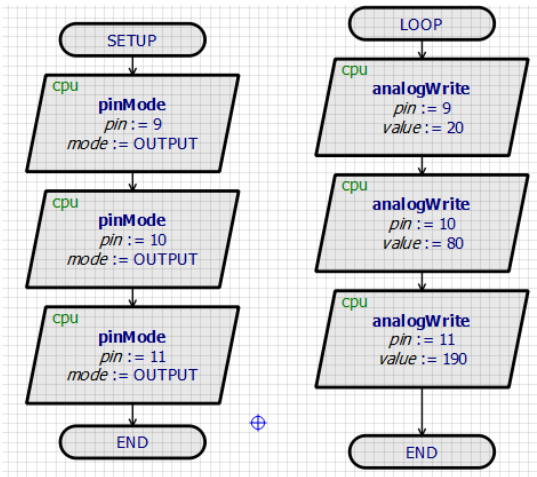 SETUP
cpu
pinMode
pin := 9
mode := OUTPUT
cpu
pinMode
pin := 10
mode := OUTPUT
cpu
pinMode
pin := 11
mode := OUTPUT
END
LOOP
cpu
analogWrite
pin := 9
value := 20
cpu
analogWrite
pin := 10
value := 80
cpu
analogWrite
pin := 11
value := 190
END